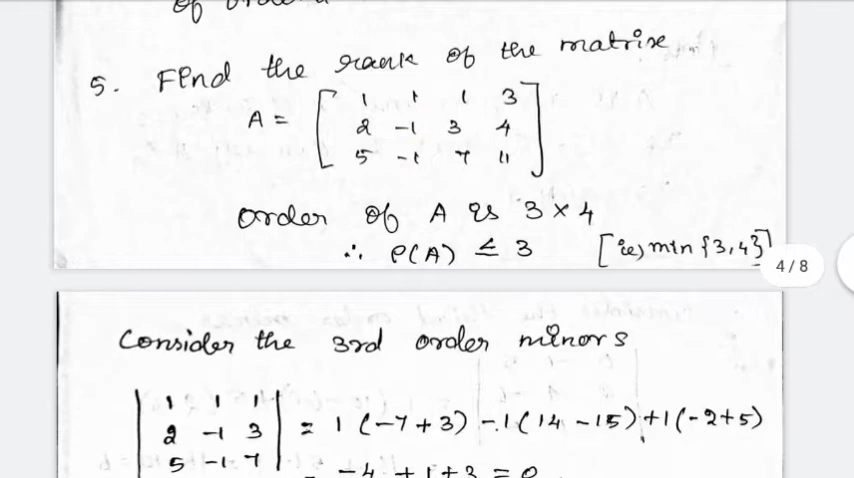 of order
5. Find the rank of the matrix
A = [ 1 1 1 3
2 -1 3 4
5 -1 7 11 ]
order of A is 3 × 4
∴ ρ(A) ≤ 3 [ie) min {3,4}]
4/8
Consider the 3rd order minors
| 1 1 1 |
| 2 -1 3 | = 1 (-7+3) -1(14 -15) +1(-2+5)
| 5 -1 7 | = -4 +1+3 = 0